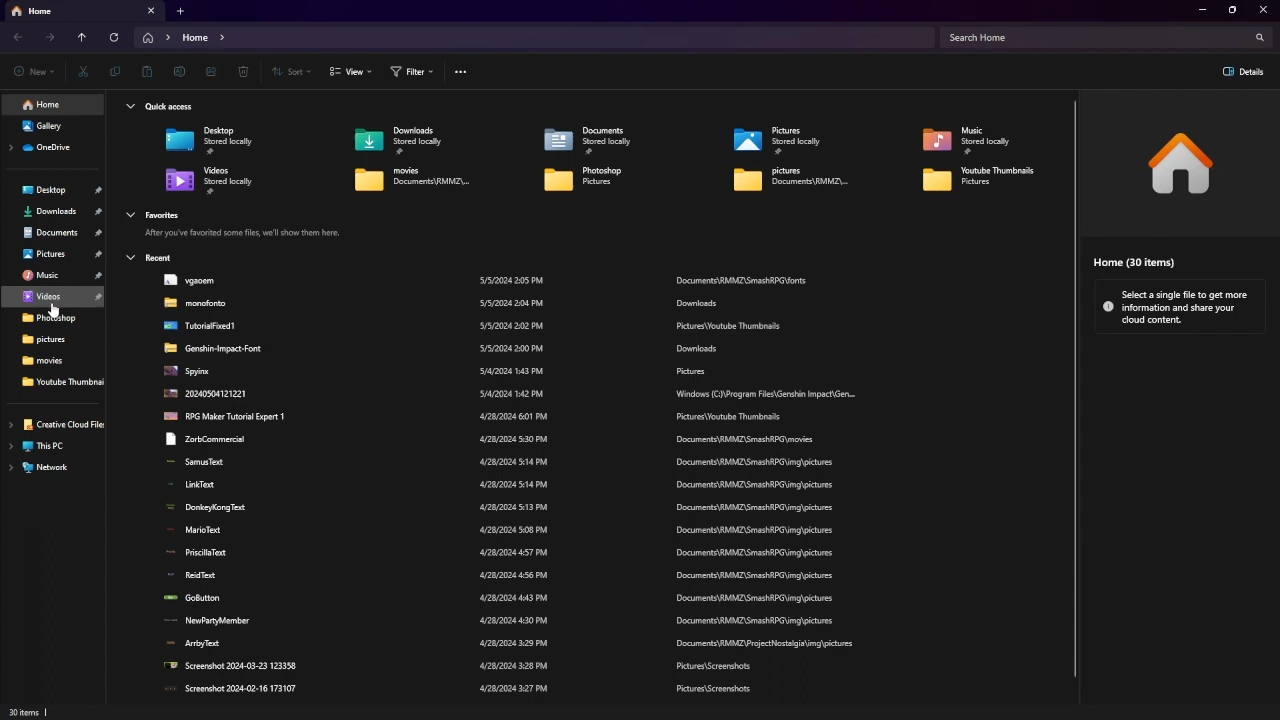 Home
Home
Search Home
New
Sort
View
Filter
Details
Home
Gallery
OneDrive
Desktop
Downloads
Documents
Pictures
Music
Videos
Photoshop
pictures
movies
Youtube Thumbnai
Creative Cloud Files
This PC
Network
Quick access
Desktop
Stored locally
Downloads
Stored locally
Documents
Stored locally
Pictures
Stored locally
Music
Stored locally
Videos
Stored locally
movies
Documents\RMMZ\...
Photoshop
Pictures
pictures
Documents\RMMZ\...
Youtube Thumbnails
Pictures
Favorites
After you've favorited some files, we'll show them here.
Recent
vgaoem 5/5/2024 2:05 PM Documents\RMMZ\SmashRPG\fonts
monofonto 5/5/2024 2:04 PM Downloads
TutorialFixed1 5/5/2024 2:02 PM Pictures\Youtube Thumbnails
Genshin-Impact-Font 5/5/2024 2:00 PM Downloads
Spyinx 5/4/2024 1:43 PM Pictures
20240504121221 5/4/2024 1:42 PM Windows (C:)\Program Files\Genshin Impact\Gen...
RPG Maker Tutorial Expert 1 4/28/2024 6:01 PM Pictures\Youtube Thumbnails
ZorbCommercial 4/28/2024 5:30 PM Documents\RMMZ\SmashRPG\movies
SamusText 4/28/2024 5:14 PM Documents\RMMZ\SmashRPG\img\pictures
LinkText 4/28/2024 5:14 PM Documents\RMMZ\SmashRPG\img\pictures
DonkeyKongText 4/28/2024 5:13 PM Documents\RMMZ\SmashRPG\img\pictures
MarioText 4/28/2024 5:08 PM Documents\RMMZ\SmashRPG\img\pictures
PriscillaText 4/28/2024 4:57 PM Documents\RMMZ\SmashRPG\img\pictures
ReidText 4/28/2024 4:56 PM Documents\RMMZ\SmashRPG\img\pictures
GoButton 4/28/2024 4:43 PM Documents\RMMZ\SmashRPG\img\pictures
NewPartyMember 4/28/2024 4:30 PM Documents\RMMZ\SmashRPG\img\pictures
ArrbyText 4/28/2024 3:29 PM Documents\RMMZ\ProjectNostalgia\img\pictures
Screenshot 2024-03-23 123358 4/28/2024 3:28 PM Pictures\Screenshots
Screenshot 2024-02-16 173107 4/28/2024 3:27 PM Pictures\Screenshots
Home (30 items)
Select a single file to get more
information and share your
cloud content.
30 items